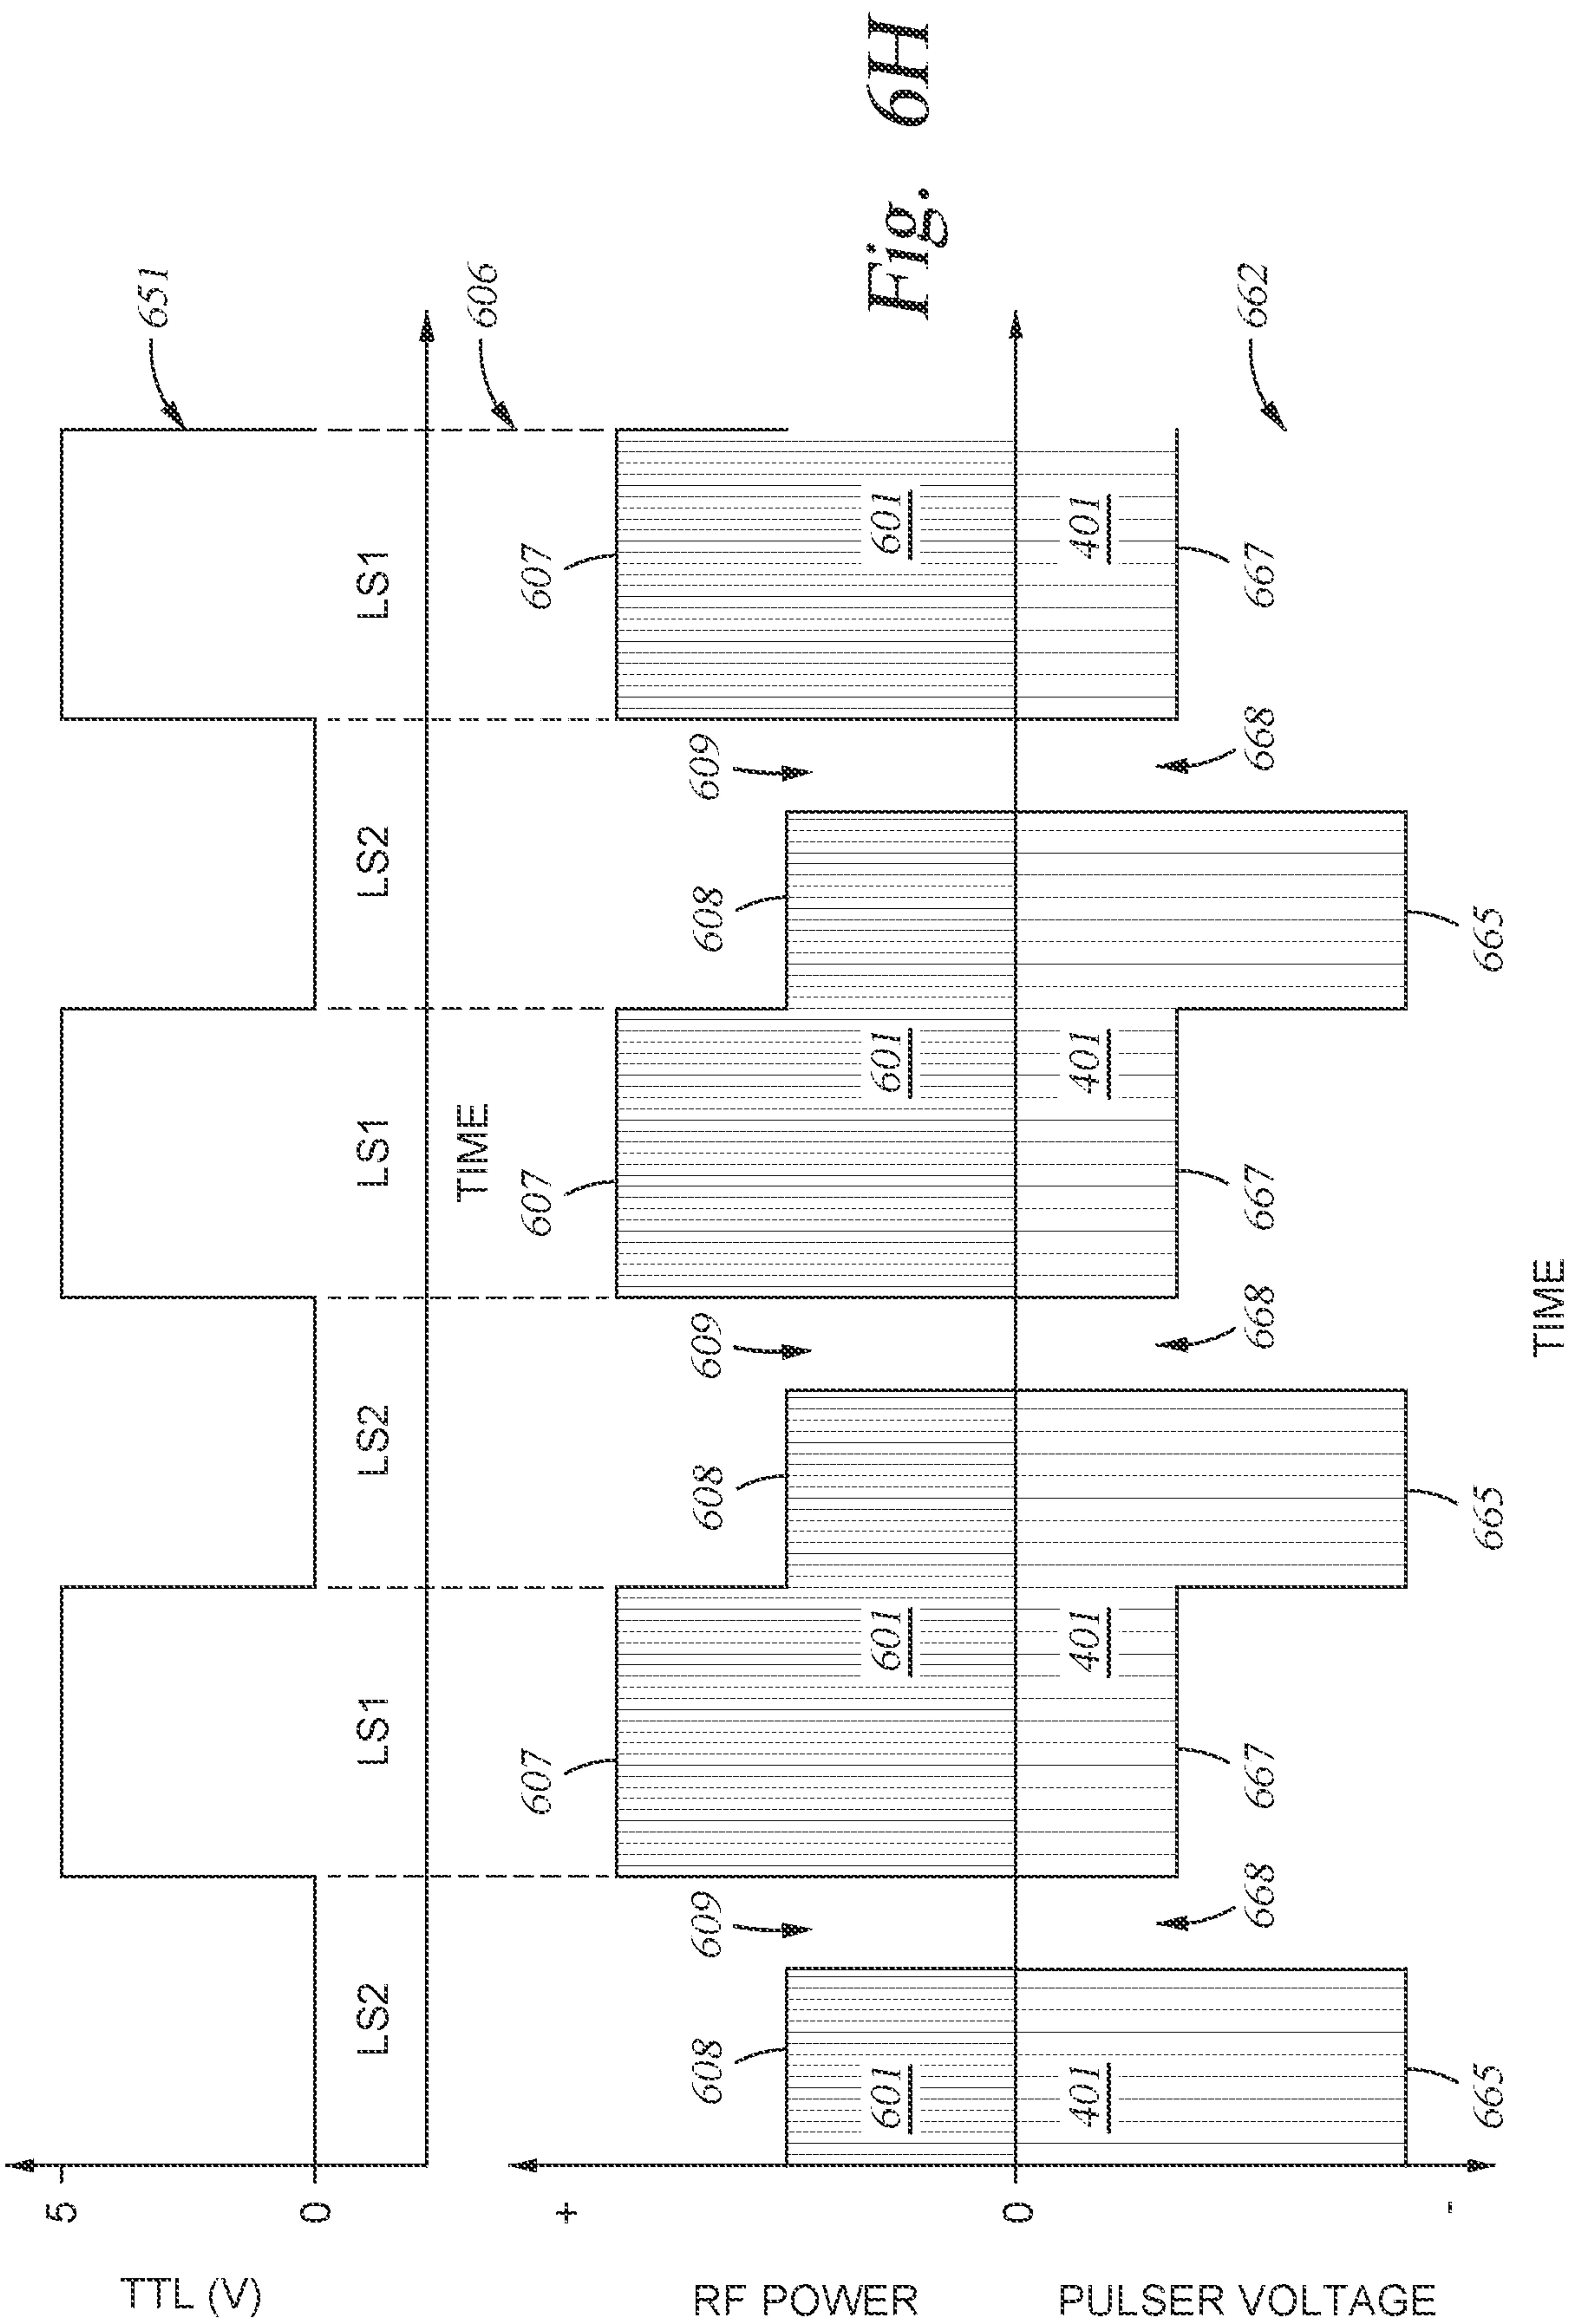 TTL (V)
5
0
651
LS2
LS1
LS2
LS1
LS2
LS1
TIME
606
RF POWER
+
0
607
607
607
608
609
608
609
608
609
601
601
601
601
PULSER VOLTAGE
-
401
401
401
401
668
667
668
667
668
667
662
665
665
665
TIME
Fig. 6H